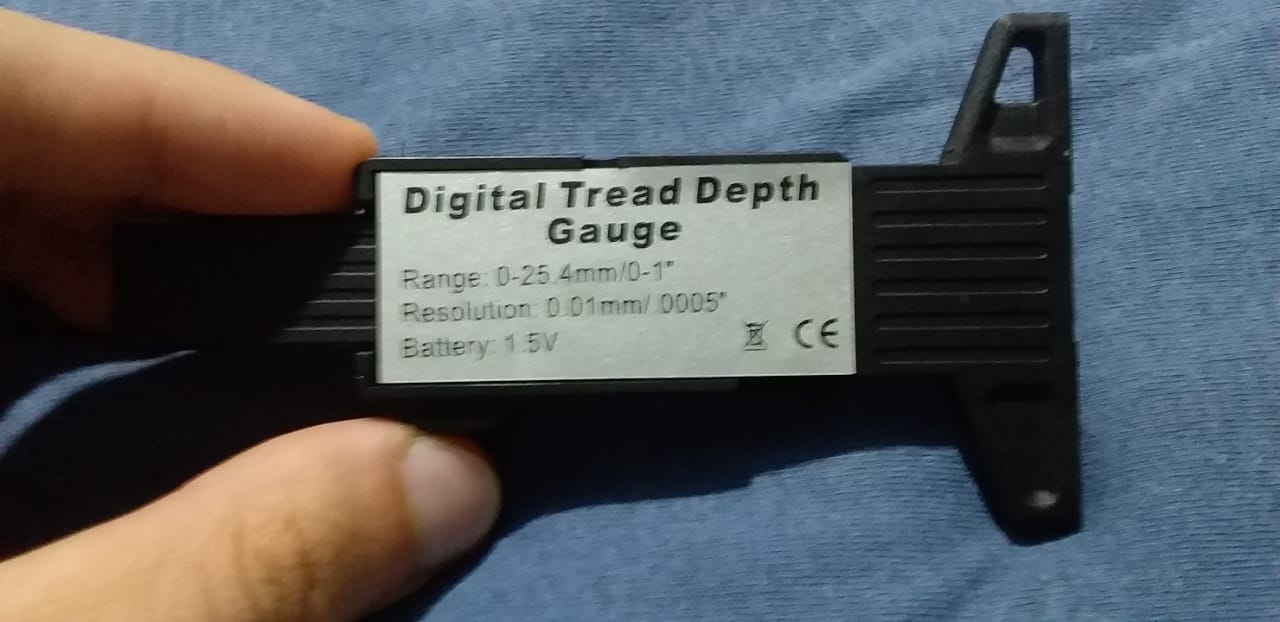 Digital Tread Depth
Gauge
Range: 0-25.4mm/0-1"
Resolution: 0.01mm/.0005"
Battery: 1.5V
CE